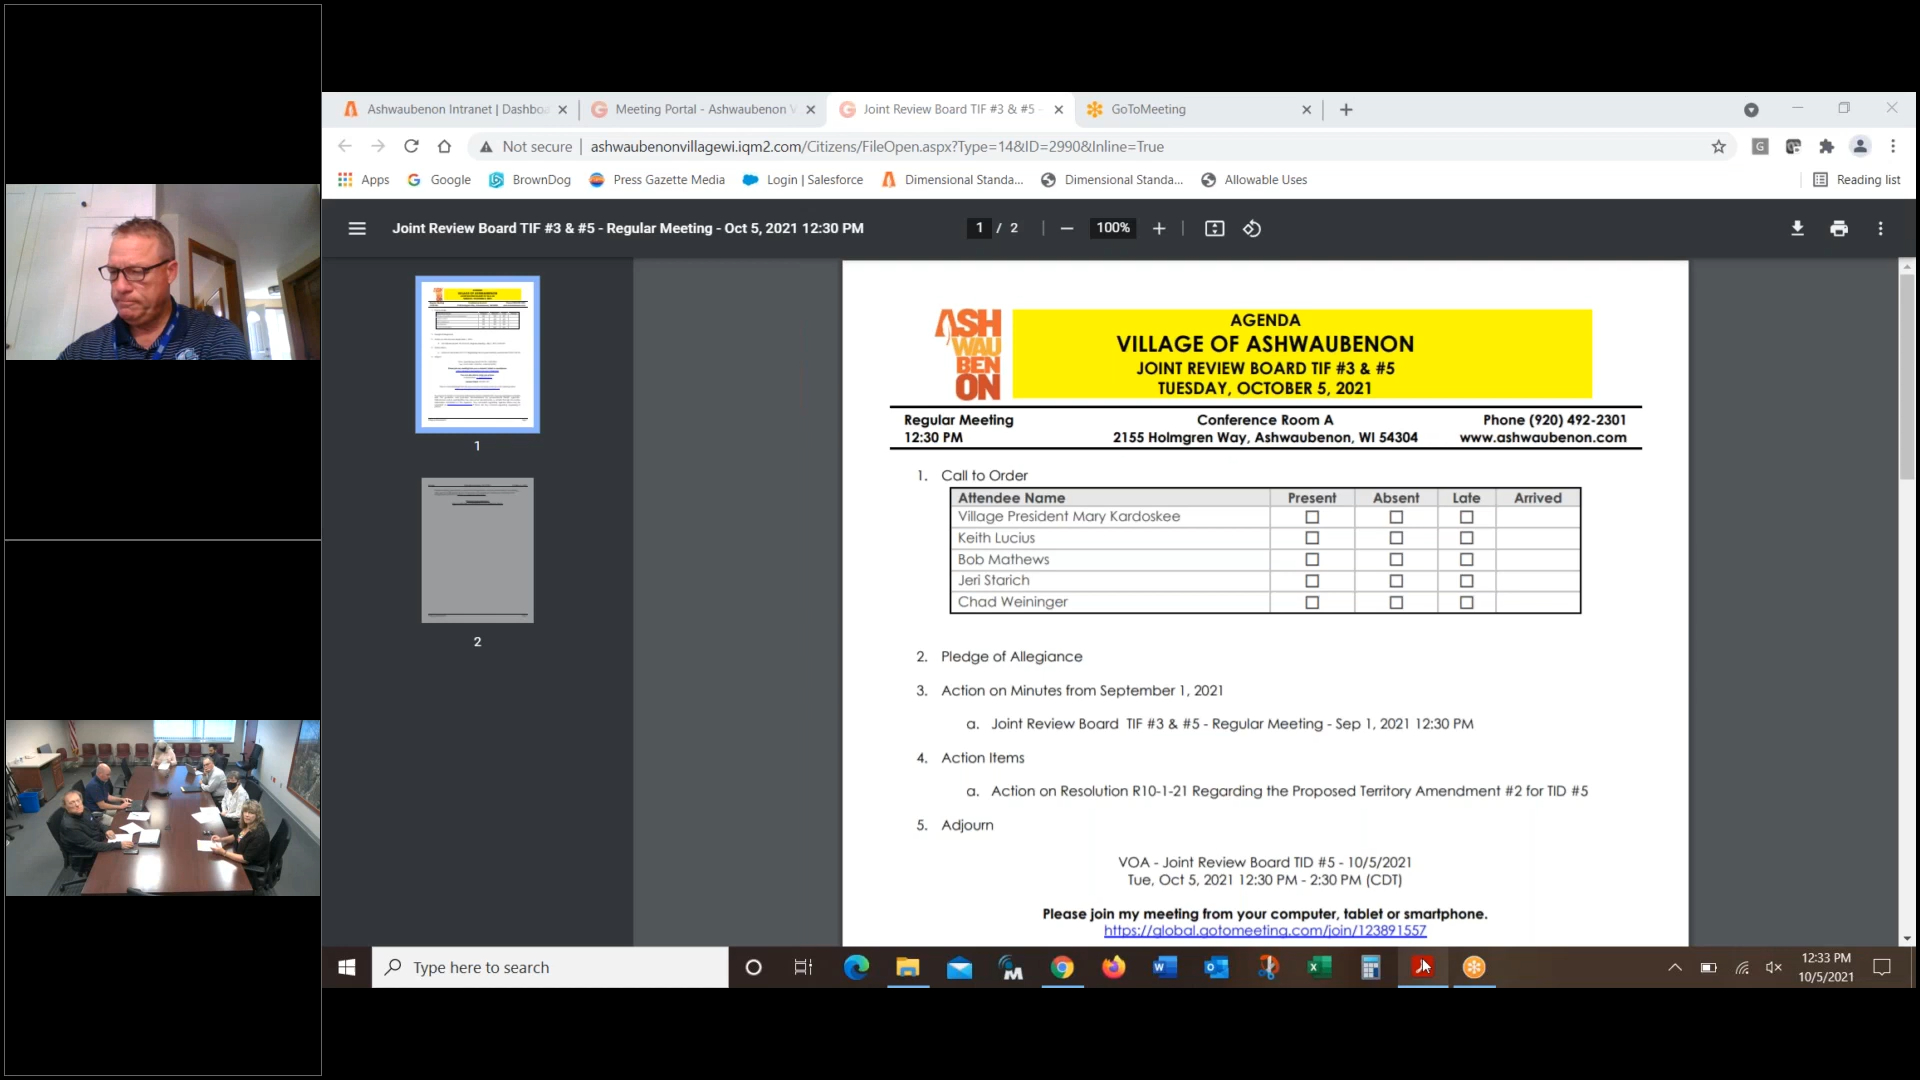 Ashwaubenon Intranet | Dashbo
Meeting Portal - Ashwaubenon V
Joint Review Board TIF #3 & #5 -
GoToMeeting
Not secure
ashwaubenonvillagewi.iqm2.com/Citizens/FileOpen.aspx?Type=14&ID=2990&Inline=True
Apps
Google
BrownDog
Press Gazette Media
Login | Salesforce
Dimensional Standa...
Dimensional Standa...
Allowable Uses
Reading list
Joint Review Board TIF #3 & #5 - Regular Meeting - Oct 5, 2021 12:30 PM
1 / 2
100%
1
2
ASH
WAU
BEN
ON
AGENDA
VILLAGE OF ASHWAUBENON
JOINT REVIEW BOARD TIF #3 & #5
TUESDAY, OCTOBER 5, 2021
Regular Meeting
12:30 PM
Conference Room A
2155 Holmgren Way, Ashwaubenon, WI 54304
Phone (920) 492-2301
www.ashwaubenon.com
1. Call to Order
Attendee Name Present Absent Late Arrived
Village President Mary Kardoskee
Keith Lucius
Bob Mathews
Jeri Starich
Chad Weininger
2. Pledge of Allegiance
3. Action on Minutes from September 1, 2021
a. Joint Review Board TIF #3 & #5 - Regular Meeting - Sep 1, 2021 12:30 PM
4. Action Items
a. Action on Resolution R10-1-21 Regarding the Proposed Territory Amendment #2 for TID #5
5. Adjourn
VOA - Joint Review Board TID #5 - 10/5/2021
Tue, Oct 5, 2021 12:30 PM - 2:30 PM (CDT)
Please join my meeting from your computer, tablet or smartphone.
https://global.gotomeeting.com/join/123891557
Type here to search
12:33 PM
10/5/2021